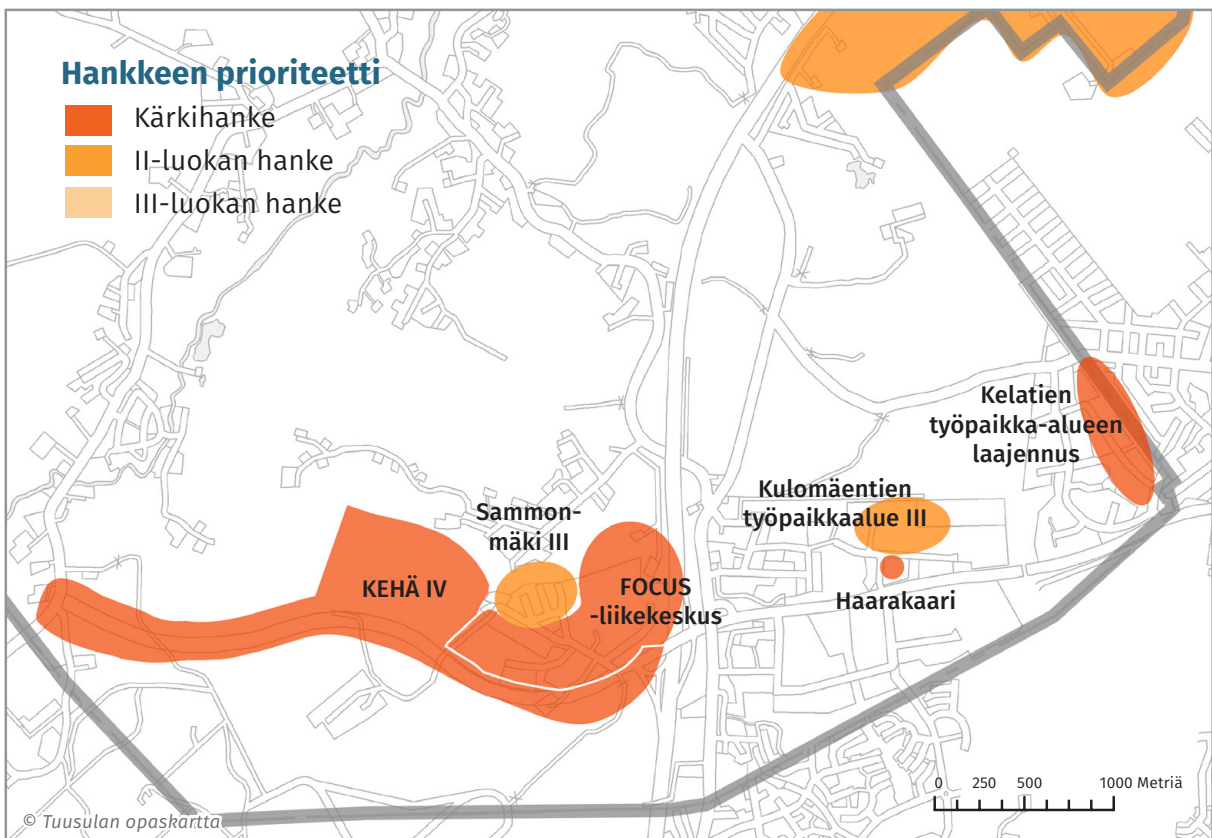 Hankkeen prioriteetti
Kärkihanke
II-luokan hanke
III-luokan hanke
Kelatien
työpaikka-alueen
laajennus
Kulomäentien
työpaikkaalue III
Sammon-
mäki III
KEHÄ IV
FOCUS
-liikekeskus
Haarakaari
0 250 500 1000 Metriä
© Tuusulan opaskartta